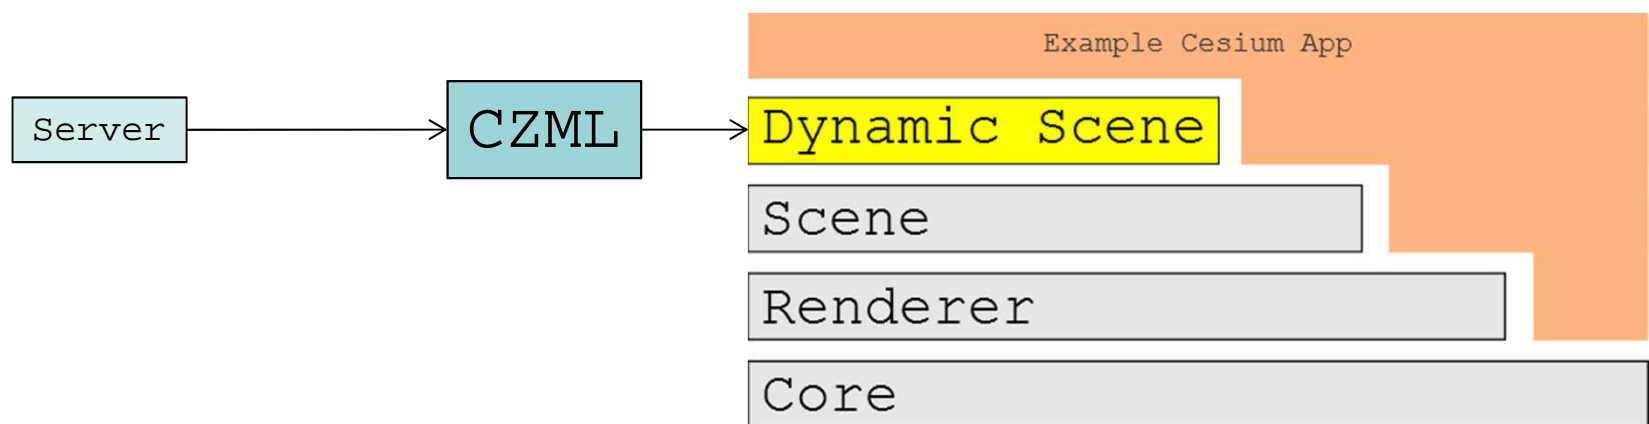 Example Cesium App
Server
CZML
Dynamic Scene
Scene
Renderer
Core